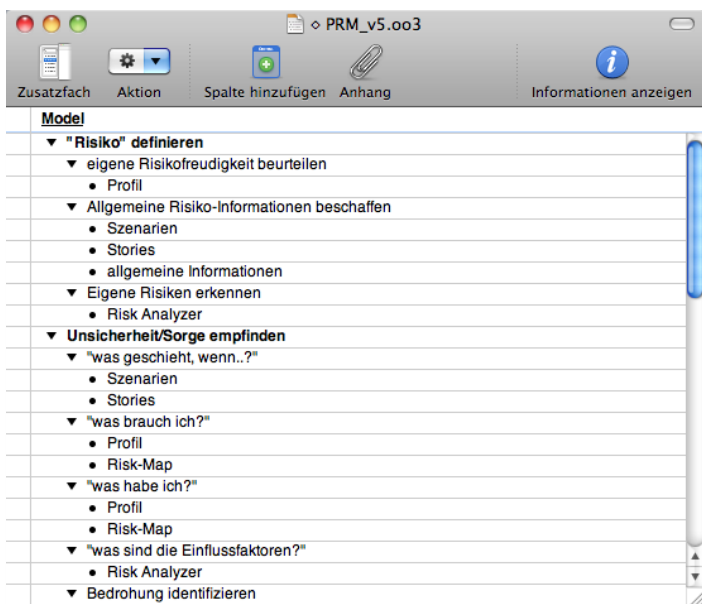 PRM_v5.oo3
Zusatzfach Aktion Spalte hinzufügen Anhang Informationen anzeigen
Model
"Risiko" definieren
eigene Risikofreudigkeit beurteilen
Profil
Allgemeine Risiko-Informationen beschaffen
Szenarien
Stories
allgemeine Informationen
Eigene Risiken erkennen
Risk Analyzer
Unsicherheit/Sorge empfinden
"was geschieht, wenn..?"
Szenarien
Stories
"was brauch ich?"
Profil
Risk-Map
"was habe ich?"
Profil
Risk-Map
"was sind die Einflussfaktoren?"
Risk Analyzer
Bedrohung identifizieren